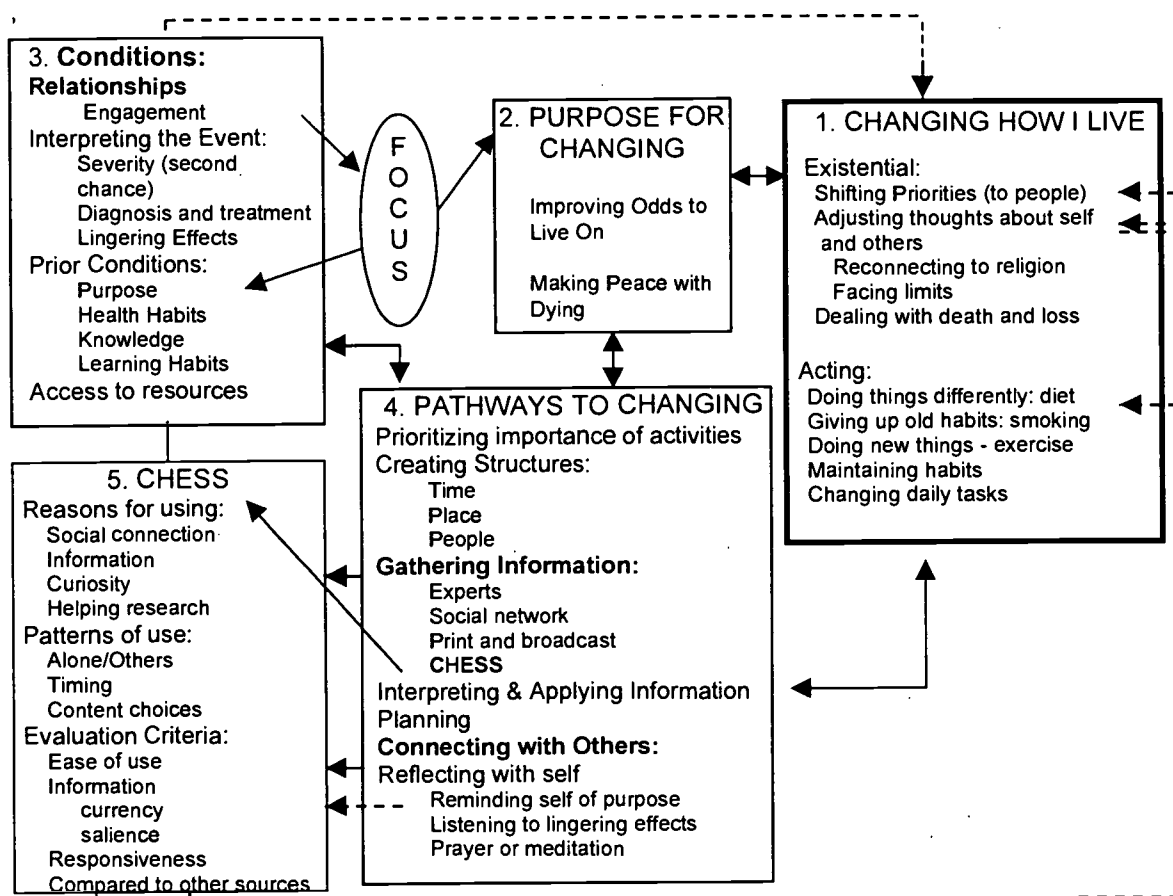 3. Conditions:
Relationships
Engagement
Interpreting the Event:
Severity (second
chance)
Diagnosis and treatment
Lingering Effects
Prior Conditions:
Purpose
Health Habits
Knowledge
Learning Habits
Access to resources
F
O
C
U
S
2. PURPOSE FOR
CHANGING
Improving Odds to
Live On
Making Peace with
Dying
1. CHANGING HOW I LIVE
Existential:
Shifting Priorities (to people)
Adjusting thoughts about self
and others
Reconnecting to religion
Facing limits
Dealing with death and loss
Acting:
Doing things differently: diet
Giving up old habits: smoking
Doing new things - exercise
Maintaining habits
Changing daily tasks
4. PATHWAYS TO CHANGING
Prioritizing importance of activities
Creating Structures:
Time
Place
People
Gathering Information:
Experts
Social network
Print and broadcast
CHESS
Interpreting & Applying Information
Planning
Connecting with Others:
Reflecting with self
Reminding self of purpose
Listening to lingering effects
Prayer or meditation
5. CHESS
Reasons for using:
Social connection
Information
Curiosity
Helping research
Patterns of use:
Alone/Others
Timing
Content choices
Evaluation Criteria:
Ease of use
Information
currency
salience
Responsiveness
Compared to other sources